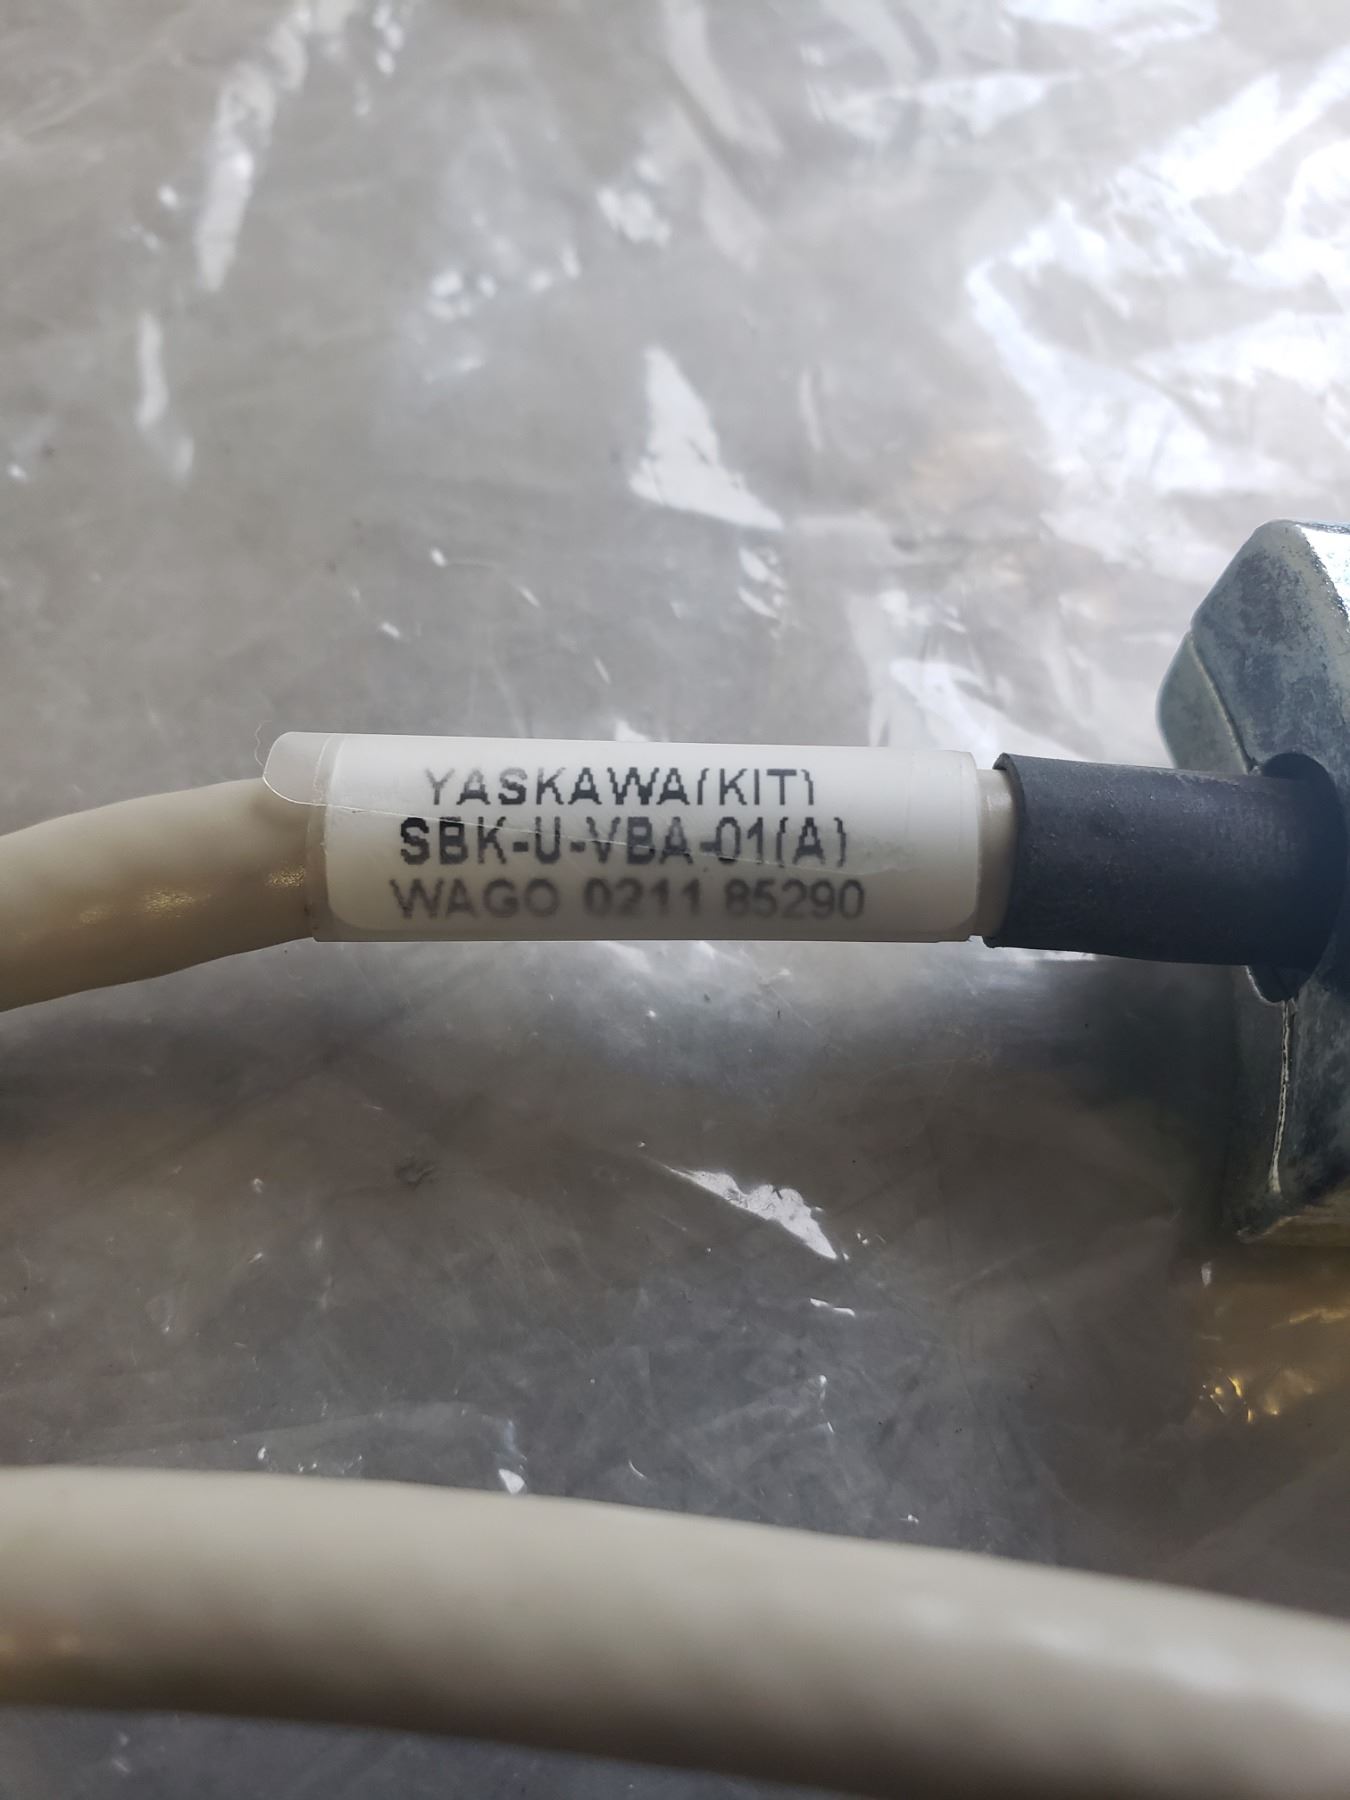 YASKAWA(KIT)
SBK-U-VBA-01(A)
WAGO 0211 85290